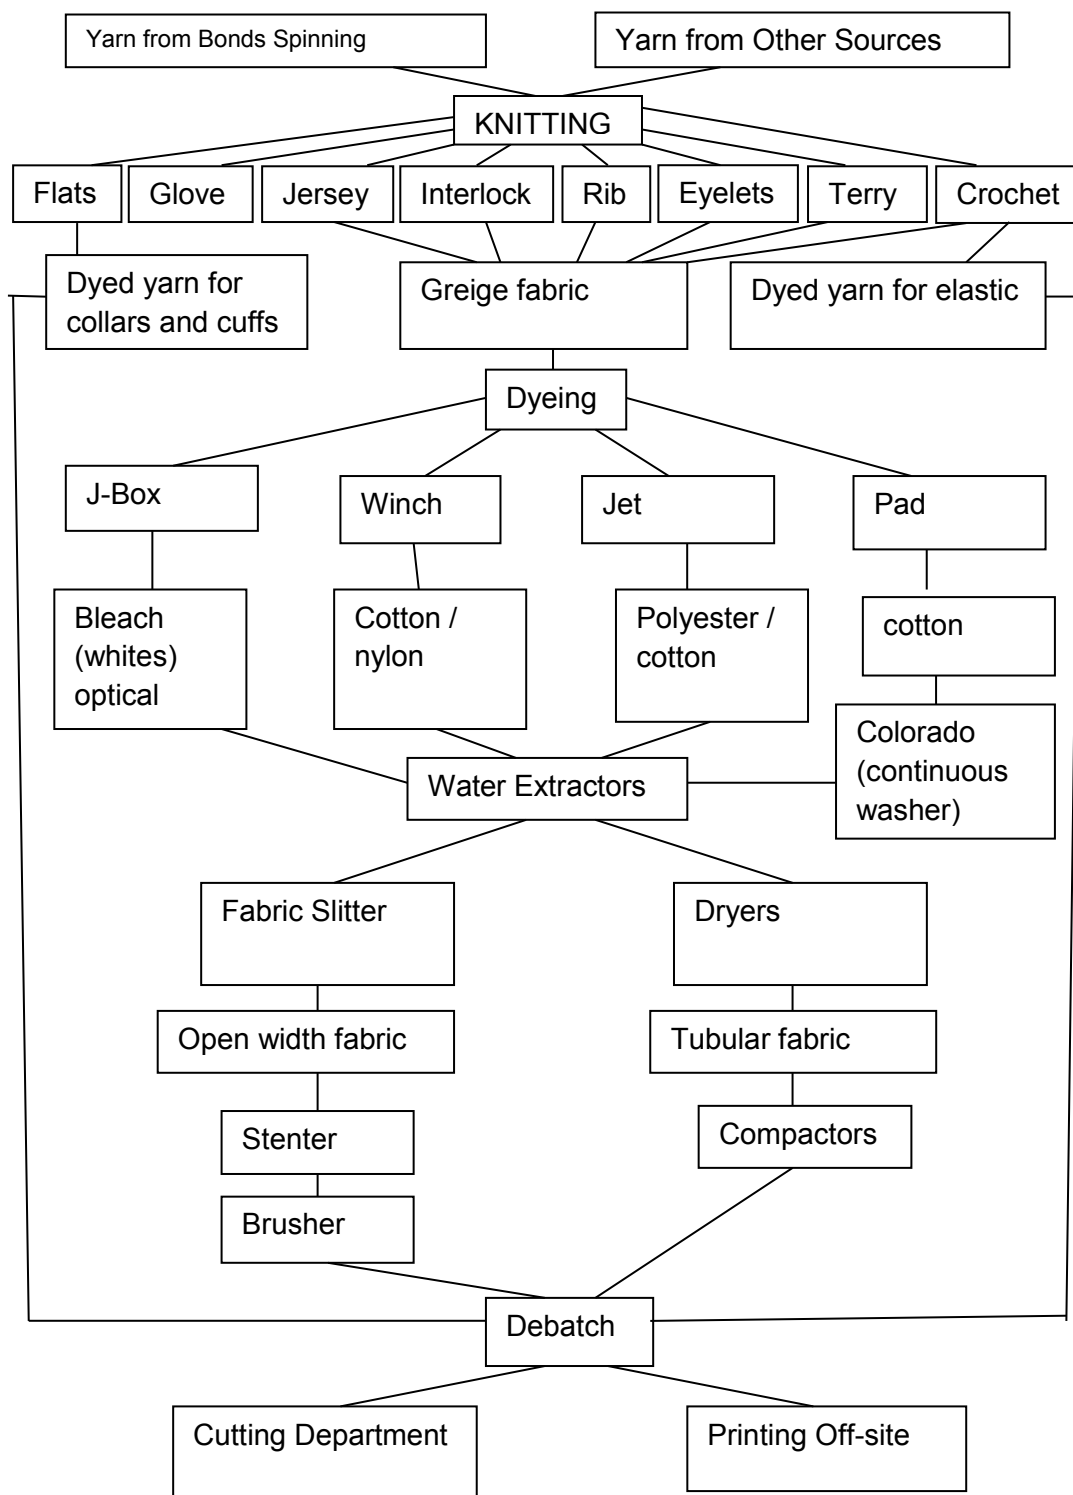 Yarn from Bonds Spinning
Yarn from Other Sources
KNITTING
Flats
Glove
Jersey
Interlock
Rib
Eyelets
Terry
Crochet
Dyed yarn for
collars and cuffs
Greige fabric
Dyed yarn for elastic
Dyeing
J-Box
Winch
Jet
Pad
Bleach
(whites)
optical
Cotton /
nylon
Polyester /
cotton
cotton
Colorado
(continuous
washer)
Water Extractors
Fabric Slitter
Dryers
Open width fabric
Tubular fabric
Stenter
Compactors
Brusher
Debatch
Cutting Department
Printing Off-site